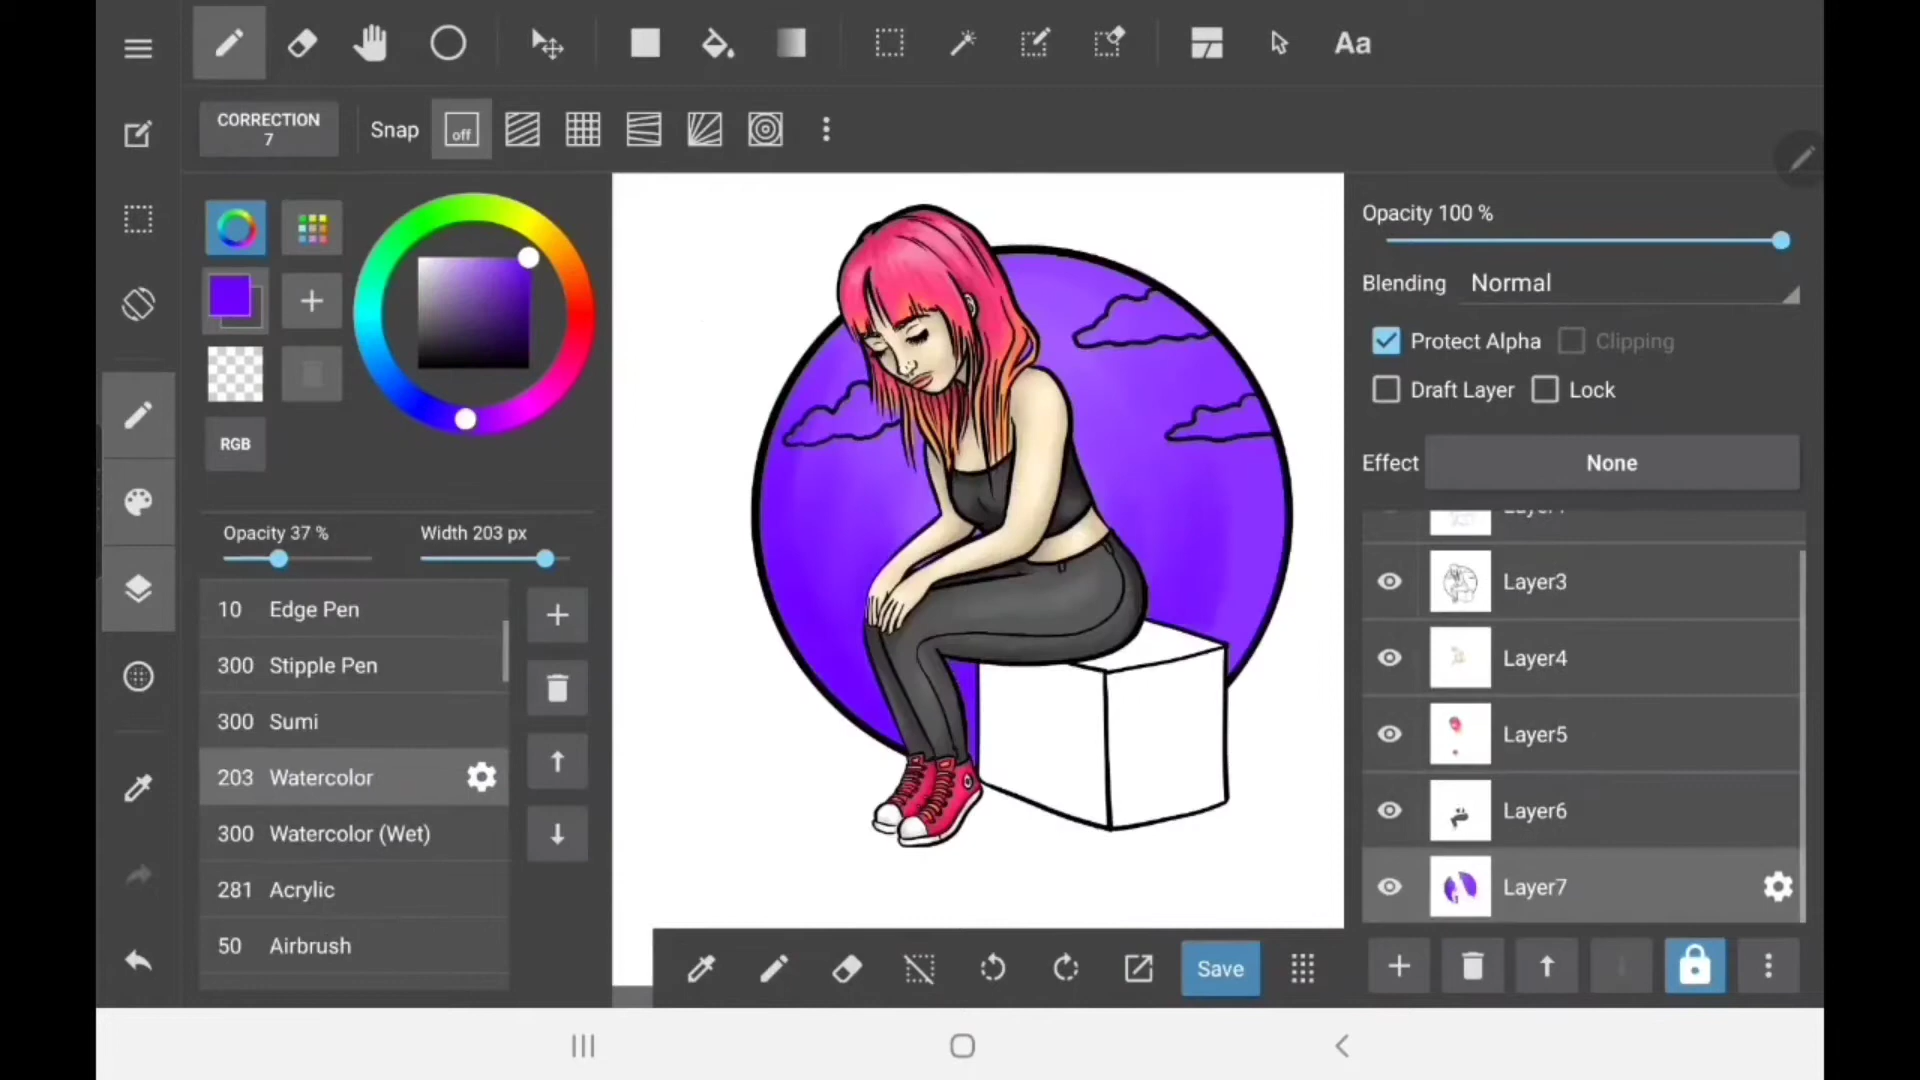 Aa
CORRECTION
7
Snap
off
Opacity 100 %
Blending
Normal
Protect Alpha
Clipping
Draft Layer
Lock
RGB
Effect
None
Opacity 37 %
Width 203 px
10 Edge Pen
300 Stipple Pen
300 Sumi
203 Watercolor
300 Watercolor (Wet)
281 Acrylic
50 Airbrush
Layer3
Layer4
Layer5
Layer6
Layer7
Save